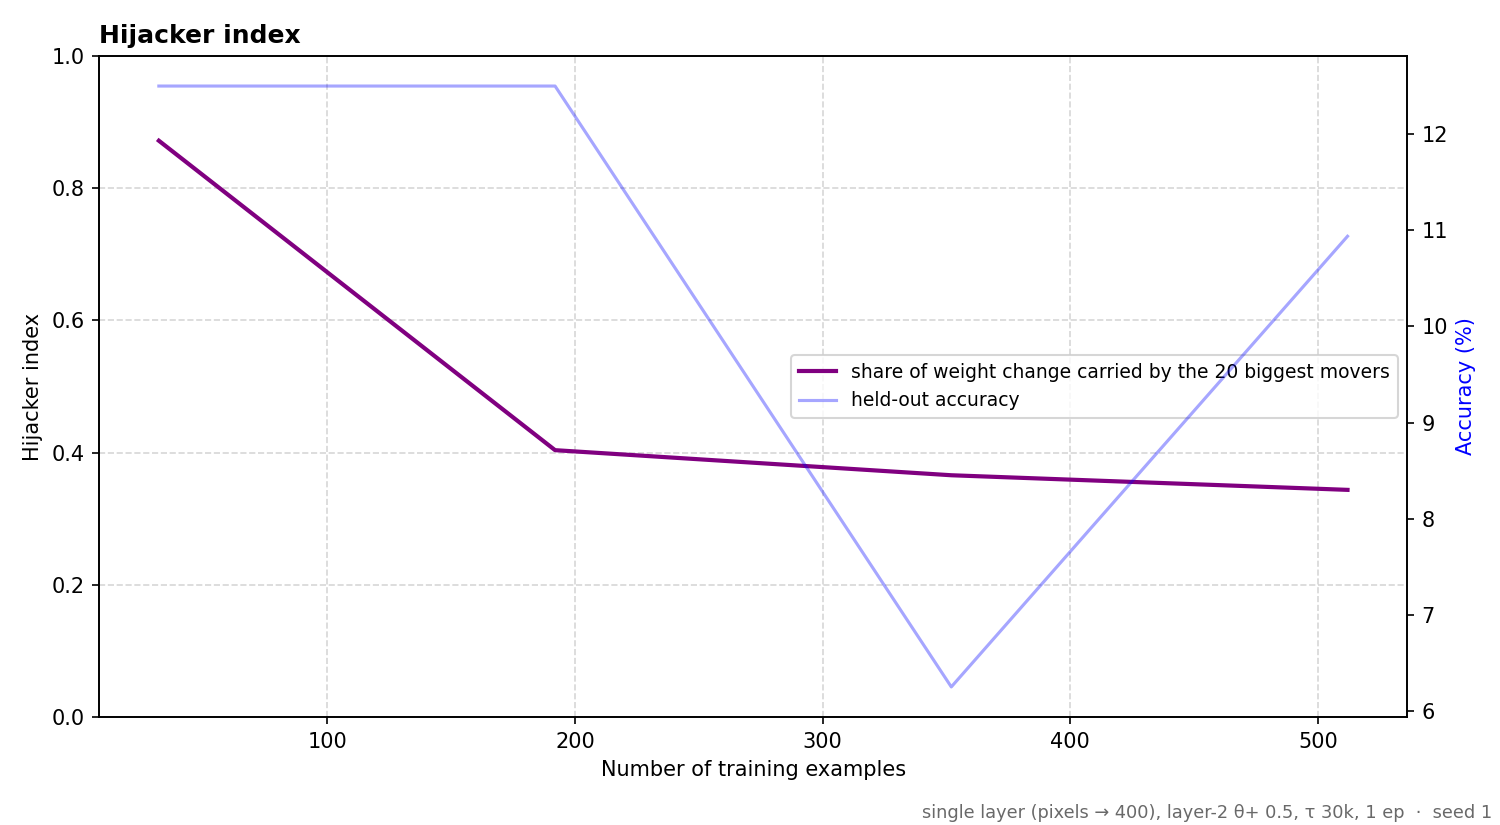 Hijacker index
1.0
0.8
0.6
0.4
0.2
0.0
Hijacker index
12
11
10
9
8
7
6
Accuracy (%)
share of weight change carried by the 20 biggest movers
held-out accuracy
100 200 300 400 500
Number of training examples
single layer (pixels → 400), layer-2 θ+ 0.5, τ 30k, 1 ep · seed 1